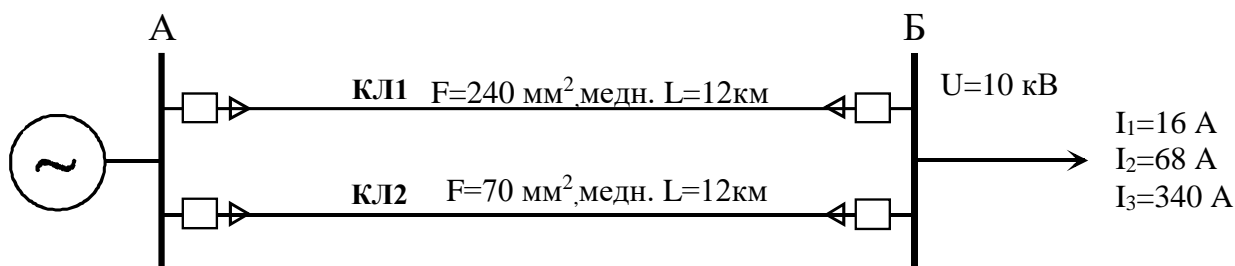 А
Б
КЛ1 F=240 мм²,медн. L=12км
U=10 кВ
I₁=16 А
I₂=68 А
I₃=340 А
~
КЛ2 F=70 мм²,медн. L=12км